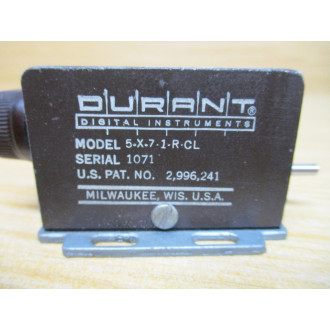 DURANT®
DIGITAL INSTRUMENTS
MODEL 5-X-7-1-R-CL
SERIAL 1071
U.S. PAT. NO. 2,996,241
MILWAUKEE, WIS. U.S.A.